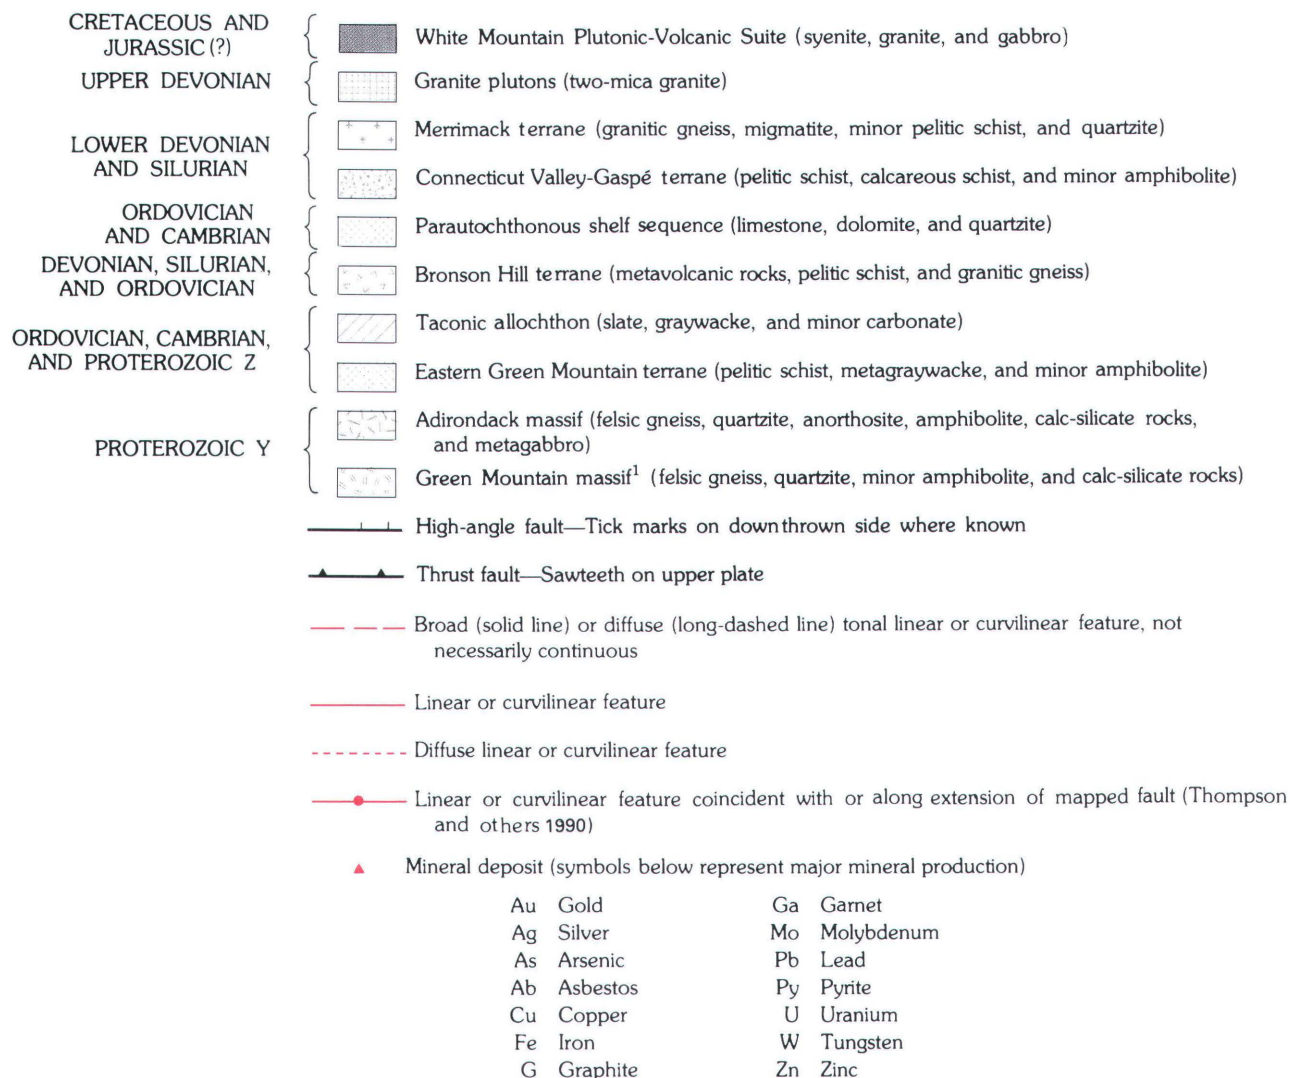 CRETACEOUS AND
JURASSIC (?)
White Mountain Plutonic-Volcanic Suite (syenite, granite, and gabbro)
UPPER DEVONIAN
Granite plutons (two-mica granite)
LOWER DEVONIAN
AND SILURIAN
Merrimack terrane (granitic gneiss, migmatite, minor pelitic schist, and quartzite)
Connecticut Valley-Gaspé terrane (pelitic schist, calcareous schist, and minor amphibolite)
ORDOVICIAN
AND CAMBRIAN
Parautochthonous shelf sequence (limestone, dolomite, and quartzite)
DEVONIAN, SILURIAN,
AND ORDOVICIAN
Bronson Hill terrane (metavolcanic rocks, pelitic schist, and granitic gneiss)
ORDOVICIAN, CAMBRIAN,
AND PROTEROZOIC Z
Taconic allochthon (slate, graywacke, and minor carbonate)
Eastern Green Mountain terrane (pelitic schist, metagraywacke, and minor amphibolite)
PROTEROZOIC Y
Adirondack massif (felsic gneiss, quartzite, anorthosite, amphibolite, calc-silicate rocks,
and metagabbro)
Green Mountain massif¹ (felsic gneiss, quartzite, minor amphibolite, and calc-silicate rocks)
High-angle fault—Tick marks on downthrown side where known
Thrust fault—Sawteeth on upper plate
Broad (solid line) or diffuse (long-dashed line) tonal linear or curvilinear feature, not
necessarily continuous
Linear or curvilinear feature
Diffuse linear or curvilinear feature
Linear or curvilinear feature coincident with or along extension of mapped fault (Thompson
and others 1990)
Mineral deposit (symbols below represent major mineral production)
Au Gold
Ag Silver
As Arsenic
Ab Asbestos
Cu Copper
Fe Iron
G Graphite
Ga Garnet
Mo Molybdenum
Pb Lead
Py Pyrite
U Uranium
W Tungsten
Zn Zinc